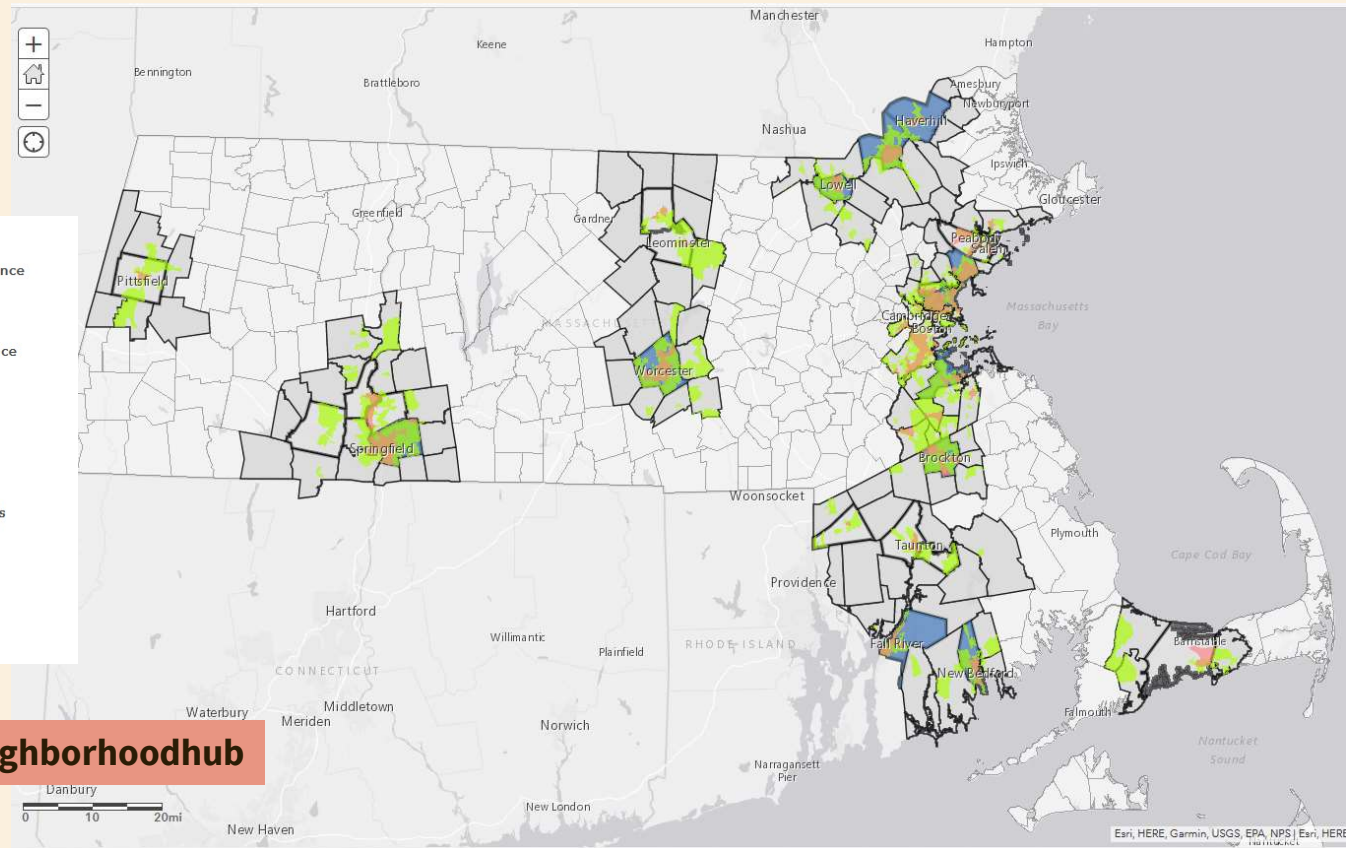 Manchester
Hampton
Keene
Bennington
Brattleboro
Amesbury
Newburyport
Haverhill
Nashua
Ipswich
Lowell
Gloucester
Greenfield
Gardner
Leominster
Peabody
Salem
nce
Pittsfield
Massachusetts
Bay
Cambridge
Boston
MASSACHUSETTS
ce
Worcester
Springfield
Brockton
Woonsocket
s
Plymouth
Taunton
Cape Cod Bay
Providence
Hartford
Willimantic
Plainfield
RHODE ISLAND
Fall River
Barnstable
CONNECTICUT
New Bedford
Waterbury
Middletown
Meriden
Norwich
Falmouth
ghborhoodhub
Nantucket
Sound
Narragansett
Pier
Danbury
0 10 20mi
New London
New Haven
Esri, HERE, Garmin, USGS, EPA, NPS | Esri, HERE
Nantucket